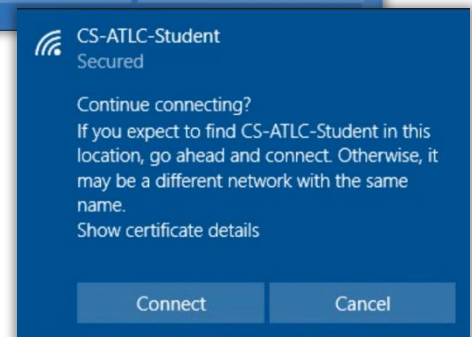 CS-ATLC-Student
Secured
Continue connecting?
If you expect to find CS-ATLC-Student in this
location, go ahead and connect. Otherwise, it
may be a different network with the same
name.
Show certificate details
Connect Cancel